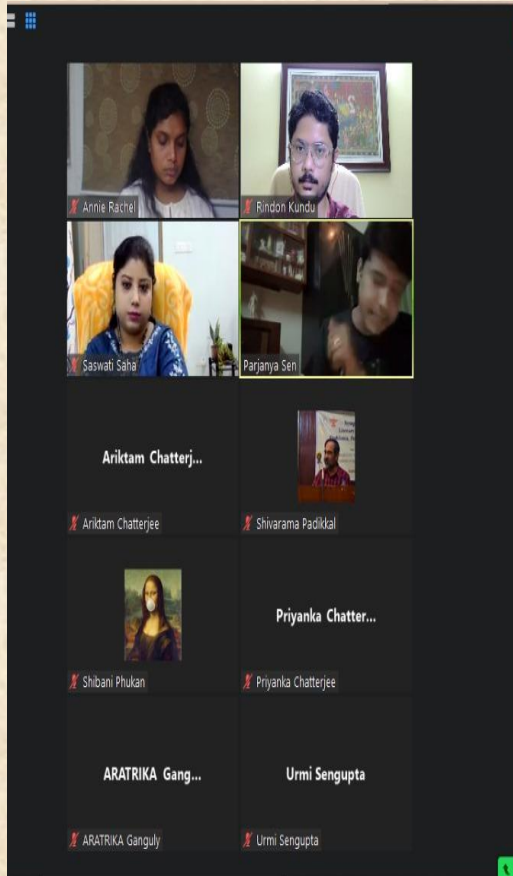 Annie Rachel
Rindon Kundu
Saswati Saha
Parjanya Sen
Ariktam Chatterj...
Ariktam Chatterjee
Shivarama Padikkal
Shibani Phukan
Priyanka Chatter...
Priyanka Chatterjee
ARATRIKA Gang...
ARATRIKA Ganguly
Urmi Sengupta
Urmi Sengupta